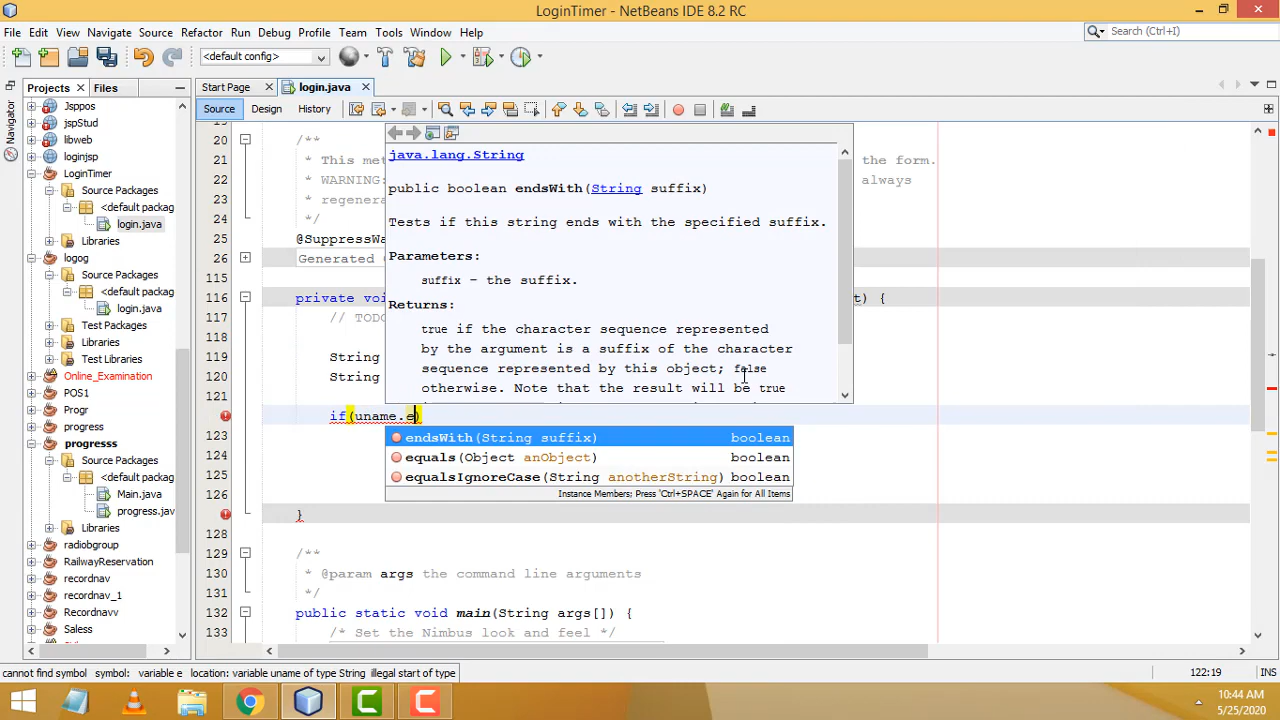 LoginTimer - NetBeans IDE 8.2 RC
File Edit View Navigate Source Refactor Run Debug Profile Team Tools Window Help
Search (Ctrl+I)
<default config>
Projects Files
Start Page login.java
Source Design History
Navigator
Jsppos
jspStud
libweb
loginjsp
LoginTimer
Source Packages
<default packag
login.java
Libraries
logog
Source Packages
<default packag
login.java
Test Packages
Libraries
Test Libraries
Online_Examination
POS1
Progr
Progress
progresss
Source Packages
<default packag
Main.java
progress.jav
Libraries
radiobgroup
RailwayReservation
recordnav
recordnav_1
Recordnavv
Saless
20 /**
21 * This met the form.
22 * WARNING: always
23 * regenera
24 */
25 @SuppressWa
26 Generated
115
116 private voi t) {
117 // TODO
118
119 String
120 String
121
if(uname.e)
123
124
125
126
}
128
129 /**
130 * @param args the command line arguments
131 */
132 public static void main(String args[]) {
133 /* Set the Nimbus look and feel */
java.lang.String
public boolean endsWith(String suffix)
Tests if this string ends with the specified suffix.
Parameters:
suffix - the suffix.
Returns:
true if the character sequence represented
by the argument is a suffix of the character
sequence represented by this object; false
otherwise. Note that the result will be true
endsWith(String suffix) boolean
equals(Object anObject) boolean
equalsIgnoreCase(String anotherString) boolean
Instance Members; Press 'Ctrl+SPACE' Again for All Items
cannot find symbol symbol: variable e location: variable uname of type String illegal start of type
122:19 INS
10:44 AM
5/25/2020